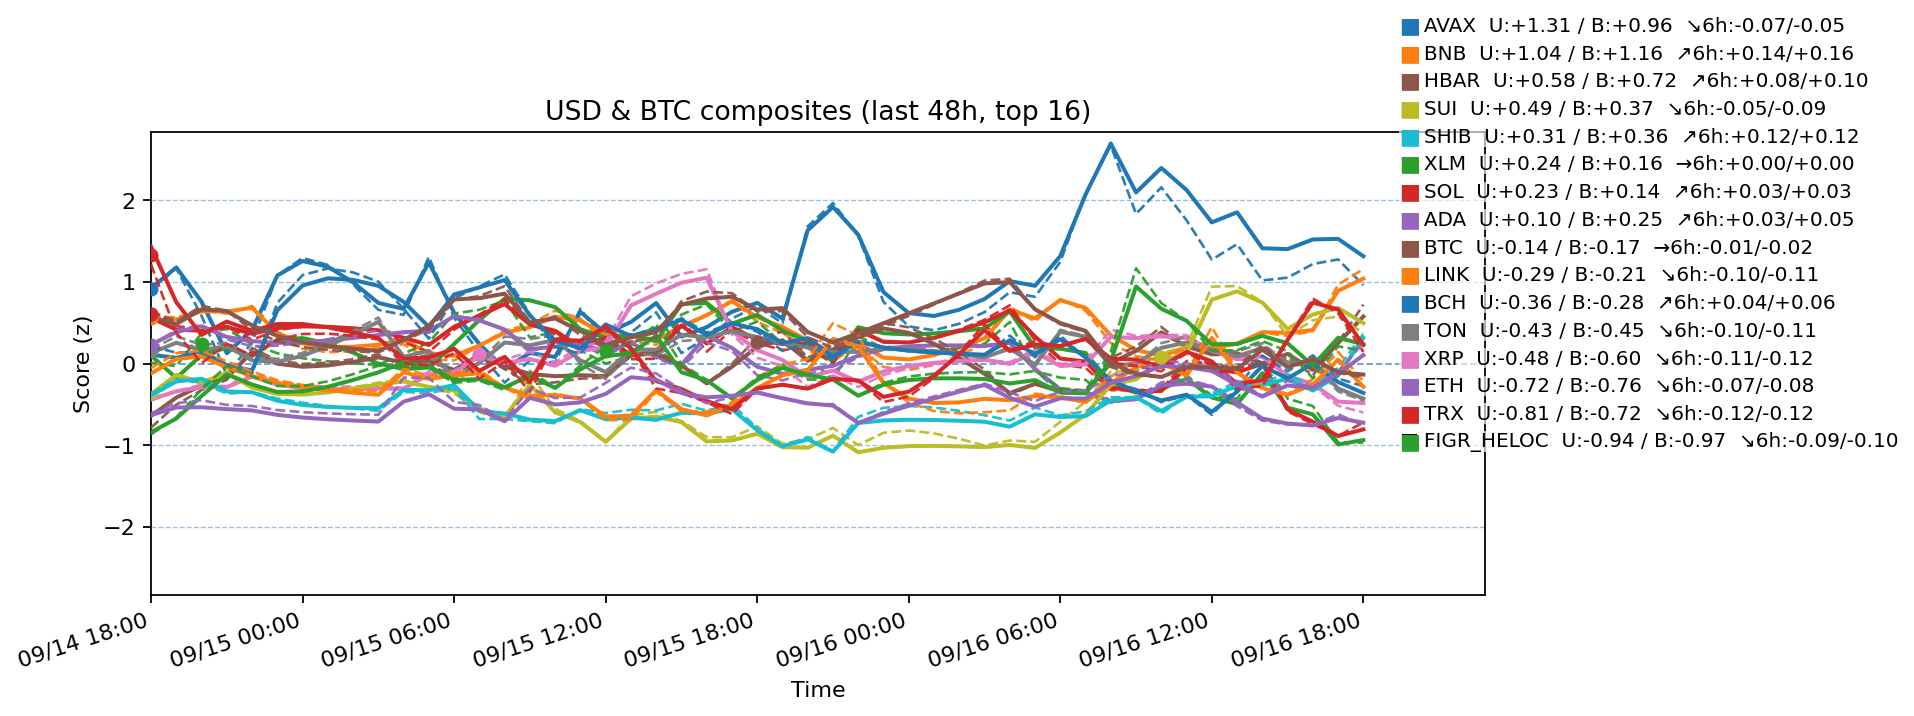 AVAX  U:+1.31 / B:+0.96  ↘6h:-0.07/-0.05
BNB  U:+1.04 / B:+1.16  ↗6h:+0.14/+0.16
HBAR  U:+0.58 / B:+0.72  ↗6h:+0.08/+0.10
SUI  U:+0.49 / B:+0.37  ↘6h:-0.05/-0.09
SHIB  U:+0.31 / B:+0.36  ↗6h:+0.12/+0.12
XLM  U:+0.24 / B:+0.16  →6h:+0.00/+0.00
SOL  U:+0.23 / B:+0.14  ↗6h:+0.03/+0.03
ADA  U:+0.10 / B:+0.25  ↗6h:+0.03/+0.05
BTC  U:-0.14 / B:-0.17  →6h:-0.01/-0.02
LINK  U:-0.29 / B:-0.21  ↘6h:-0.10/-0.11
BCH  U:-0.36 / B:-0.28  ↗6h:+0.04/+0.06
TON  U:-0.43 / B:-0.45  ↘6h:-0.10/-0.11
XRP  U:-0.48 / B:-0.60  ↘6h:-0.11/-0.12
ETH  U:-0.72 / B:-0.76  ↘6h:-0.07/-0.08
TRX  U:-0.81 / B:-0.72  ↘6h:-0.12/-0.12
FIGR_HELOC  U:-0.94 / B:-0.97  ↘6h:-0.09/-0.10
USD & BTC composites (last 48h, top 16)
Score (z)
2
1
0
−1
−2
09/14 18:00
09/15 00:00
09/15 06:00
09/15 12:00
09/15 18:00
09/16 00:00
09/16 06:00
09/16 12:00
09/16 18:00
Time